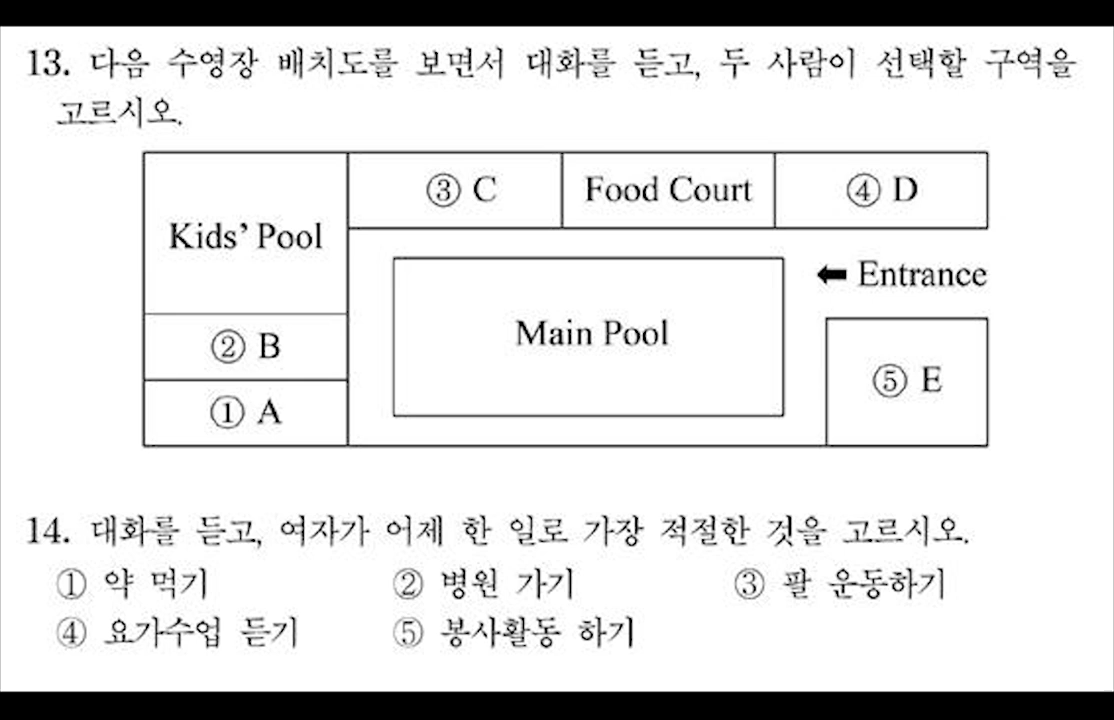 13. 다음 수영장 배치도를 보면서 대화를 듣고, 두 사람이 선택할 구역을
고르시오.
③ C
Food Court
④ D
Kids' Pool
← Entrance
Main Pool
② B
⑤ E
① A
14. 대화를 듣고, 여자가 어제 한 일로 가장 적절한 것을 고르시오.
① 약 먹기 ② 병원 가기 ③ 팔 운동하기
④ 요가수업 듣기 ⑤ 봉사활동 하기